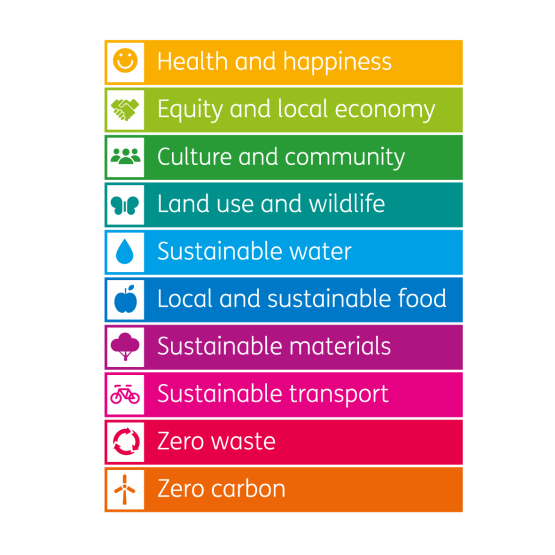 Health and happiness
Equity and local economy
Culture and community
Land use and wildlife
Sustainable water
Local and sustainable food
Sustainable materials
Sustainable transport
Zero waste
Zero carbon